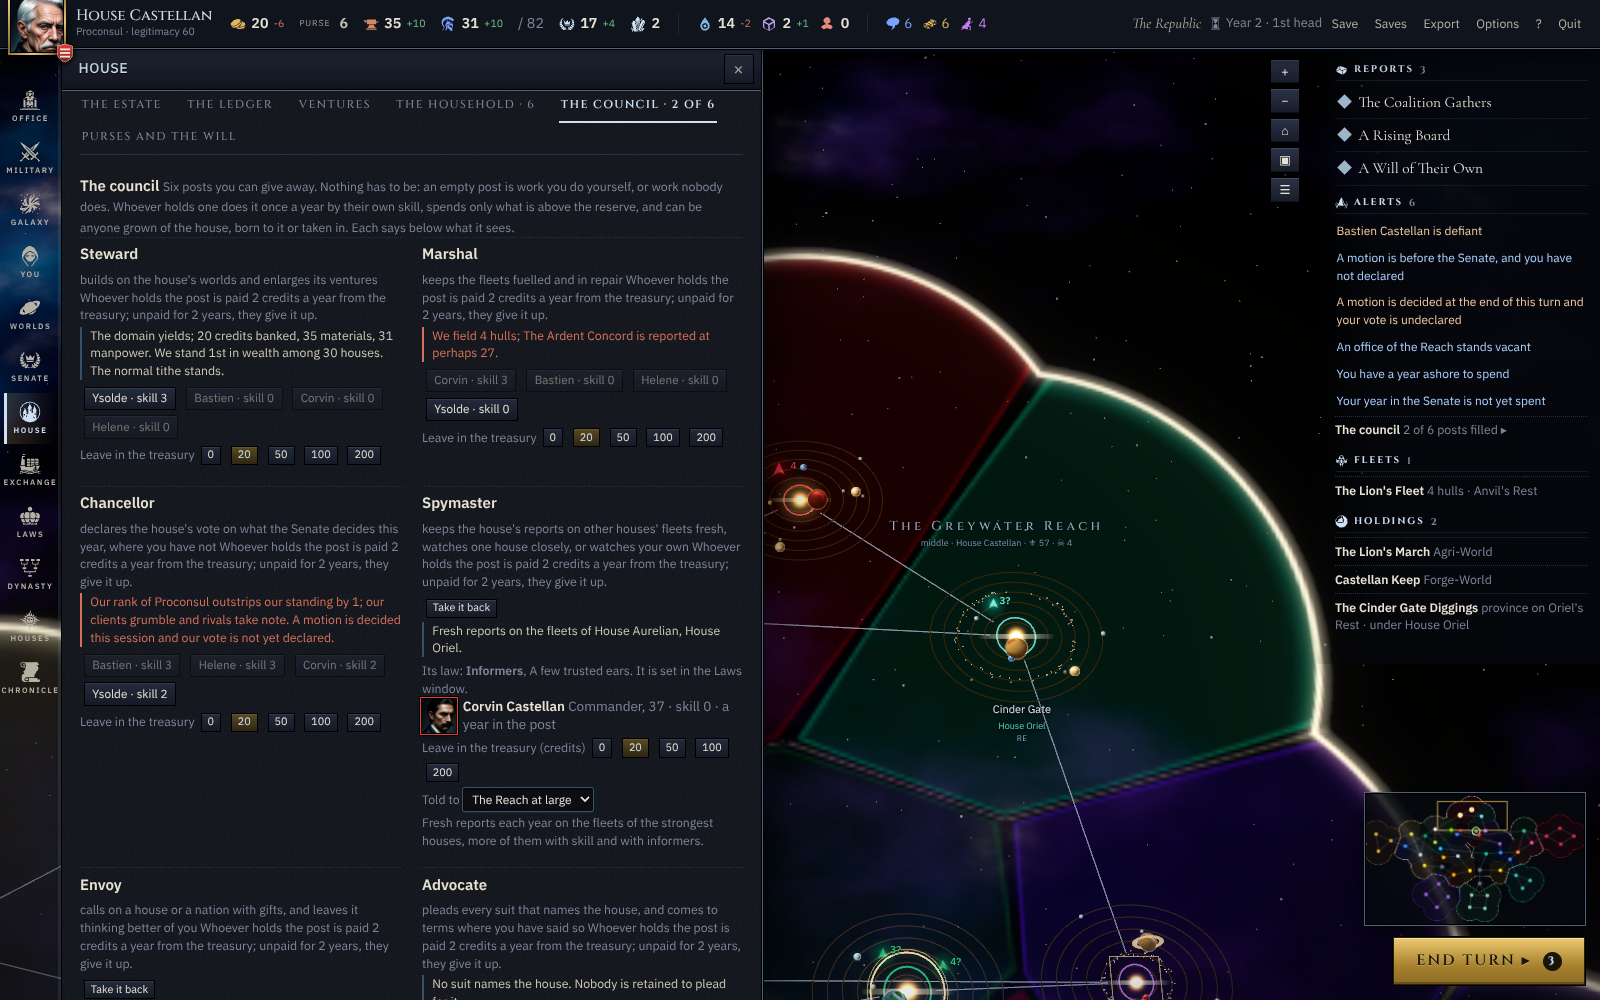 HOUSE CASTELLAN
Proconsul · legitimacy 60
20 -6
PURSE 6
35 +10
31 +10
/ 82
17 +4
2
14 -2
2 +1
0
6
6
4
The Republic
Year 2 · 1st head
Save
Saves
Export
Options
?
Quit
OFFICE
MILITARY
GALAXY
YOU
WORLDS
SENATE
HOUSE
EXCHANGE
LAWS
DYNASTY
HOUSES
CHRONICLE
HOUSE
×
THE ESTATE
THE LEDGER
VENTURES
THE HOUSEHOLD · 6
THE COUNCIL · 2 OF 6
PURSES AND THE WILL
The council Six posts you can give away. Nothing has to be: an empty post is work you do yourself, or work nobody
does. Whoever holds one does it once a year by their own skill, spends only what is above the reserve, and can be
anyone grown of the house, born to it or taken in. Each says below what it sees.
Steward
builds on the house's worlds and enlarges its ventures
Whoever holds the post is paid 2 credits a year from the
treasury; unpaid for 2 years, they give it up.
The domain yields; 20 credits banked, 35 materials, 31
manpower. We stand 1st in wealth among 30 houses.
The normal tithe stands.
Ysolde · skill 3
Bastien · skill 0
Corvin · skill 0
Helene · skill 0
Leave in the treasury 0 20 50 100 200
Marshal
keeps the fleets fuelled and in repair Whoever holds the
post is paid 2 credits a year from the treasury; unpaid for
2 years, they give it up.
We field 4 hulls; The Ardent Concord is reported at
perhaps 27.
Corvin · skill 3
Bastien · skill 0
Helene · skill 0
Ysolde · skill 0
Leave in the treasury 0 20 50 100 200
Chancellor
declares the house's vote on what the Senate decides this
year, where you have not Whoever holds the post is paid 2
credits a year from the treasury; unpaid for 2 years, they
give it up.
Our rank of Proconsul outstrips our standing by 1; our
clients grumble and rivals take note. A motion is decided
this session and our vote is not yet declared.
Bastien · skill 3
Helene · skill 3
Corvin · skill 2
Ysolde · skill 2
Leave in the treasury 0 20 50 100 200
Spymaster
keeps the house's reports on other houses' fleets fresh,
watches one house closely, or watches your own Whoever
holds the post is paid 2 credits a year from the treasury;
unpaid for 2 years, they give it up.
Take it back
Fresh reports on the fleets of House Aurelian, House
Oriel.
Its law: Informers, A few trusted ears. It is set in the Laws
window.
Corvin Castellan Commander, 37 · skill 0 · a
year in the post
Leave in the treasury (credits) 0 20 50 100
200
Told to The Reach at large
Fresh reports each year on the fleets of the strongest
houses, more of them with skill and with informers.
Envoy
calls on a house or a nation with gifts, and leaves it
thinking better of you Whoever holds the post is paid 2
credits a year from the treasury; unpaid for 2 years, they
give it up.
Take it back
Advocate
pleads every suit that names the house, and comes to
terms where you have said so Whoever holds the post is
paid 2 credits a year from the treasury; unpaid for 2 years,
they give it up.
No suit names the house. Nobody is retained to plead
4
THE GREYWATER REACH
middle · House Castellan · 57 · 4
3?
Cinder Gate
House Oriel
RE
3?
4?
+
−
REPORTS 3
The Coalition Gathers
A Rising Board
A Will of Their Own
ALERTS 6
Bastien Castellan is defiant
A motion is before the Senate, and you have
not declared
A motion is decided at the end of this turn and
your vote is undeclared
An office of the Reach stands vacant
You have a year ashore to spend
Your year in the Senate is not yet spent
The council 2 of 6 posts filled ▸
FLEETS 1
The Lion's Fleet 4 hulls · Anvil's Rest
HOLDINGS 2
The Lion's March Agri-World
Castellan Keep Forge-World
The Cinder Gate Diggings province on Oriel's
Rest · under House Oriel
END TURN ▸ 3